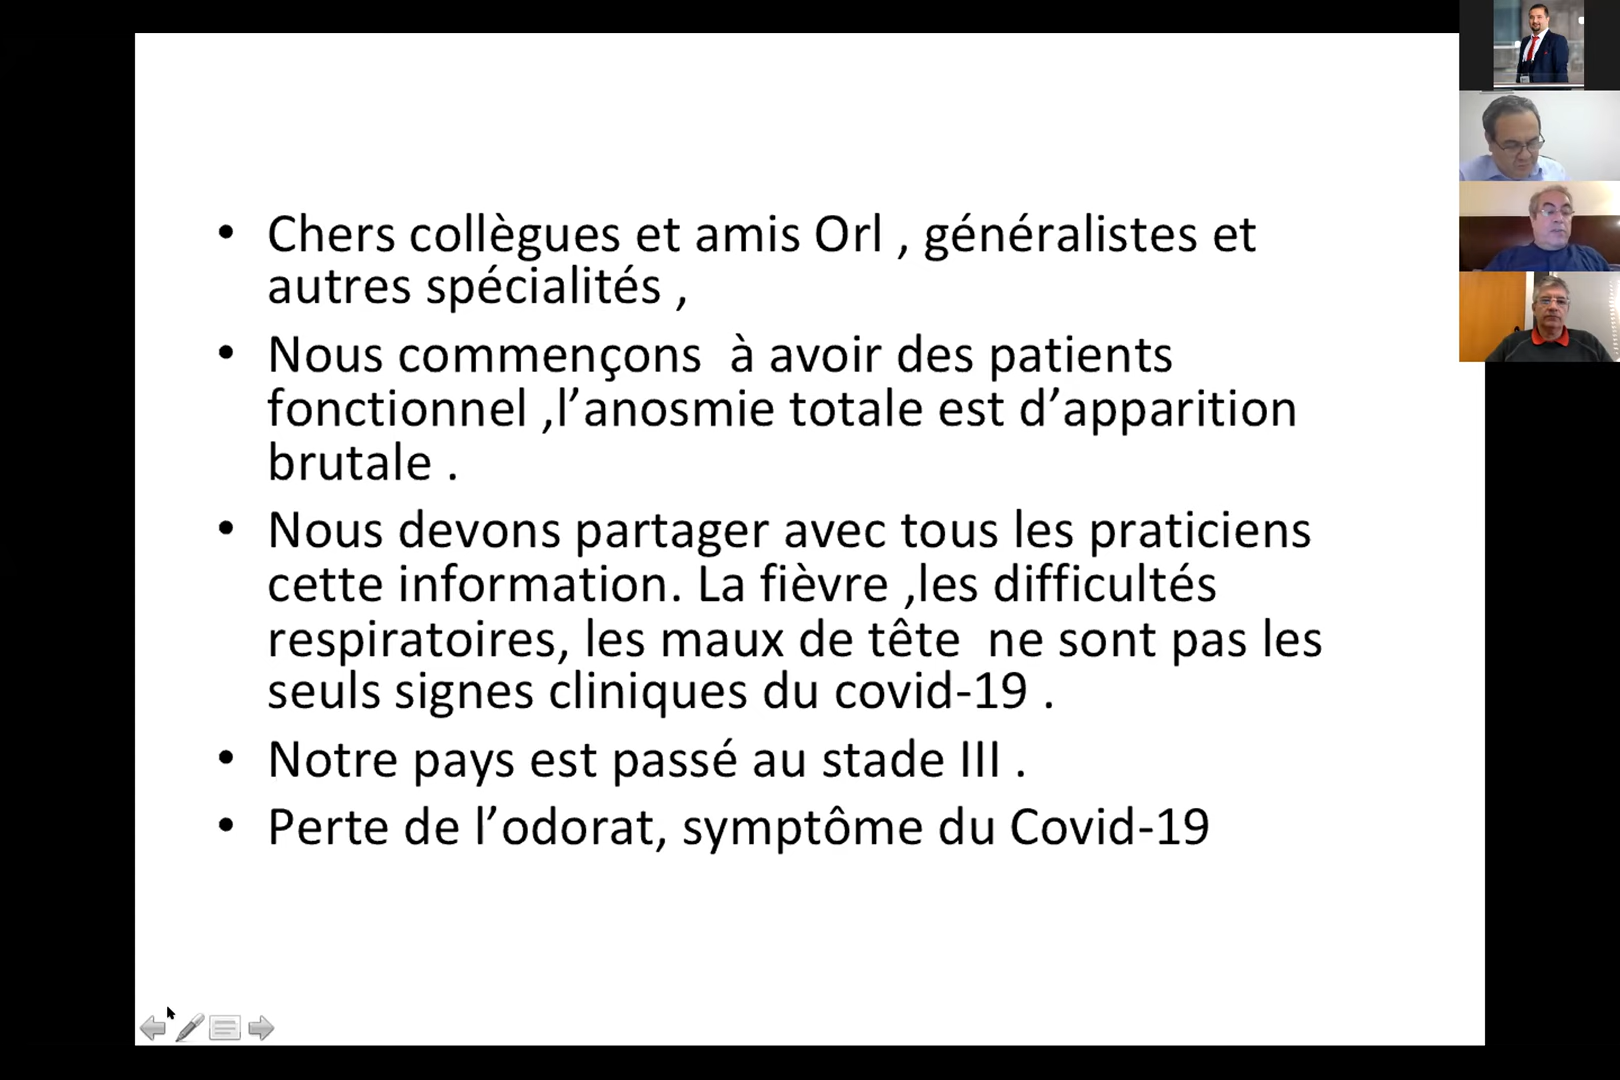 • Chers collègues et amis Orl , généralistes et
autres spécialités ,
• Nous commençons  à avoir des patients
fonctionnel ,l’anosmie totale est d’apparition
brutale .
• Nous devons partager avec tous les praticiens
cette information. La fièvre ,les difficultés
respiratoires, les maux de tête  ne sont pas les
seuls signes cliniques du covid-19 .
• Notre pays est passé au stade III .
• Perte de l’odorat, symptôme du Covid-19